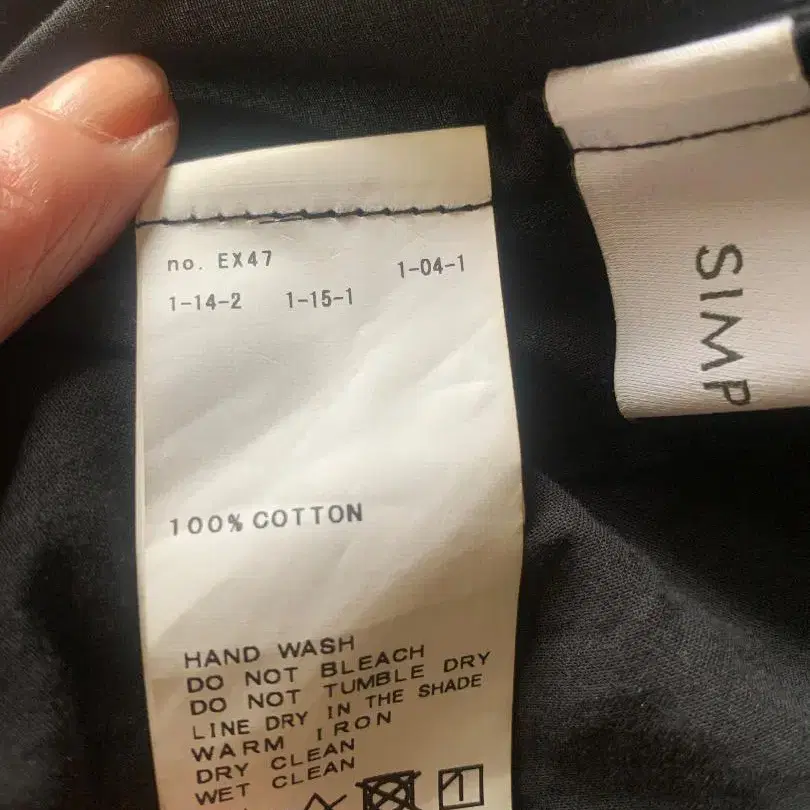 no. EX47
1-04-1
1-14-2 1-15-1
100% COTTON
HAND WASH
DO NOT BLEACH
DO NOT TUMBLE DRY
LINE DRY IN THE SHADE
WARM IRON
DRY CLEAN
WET CLEAN
SIMP